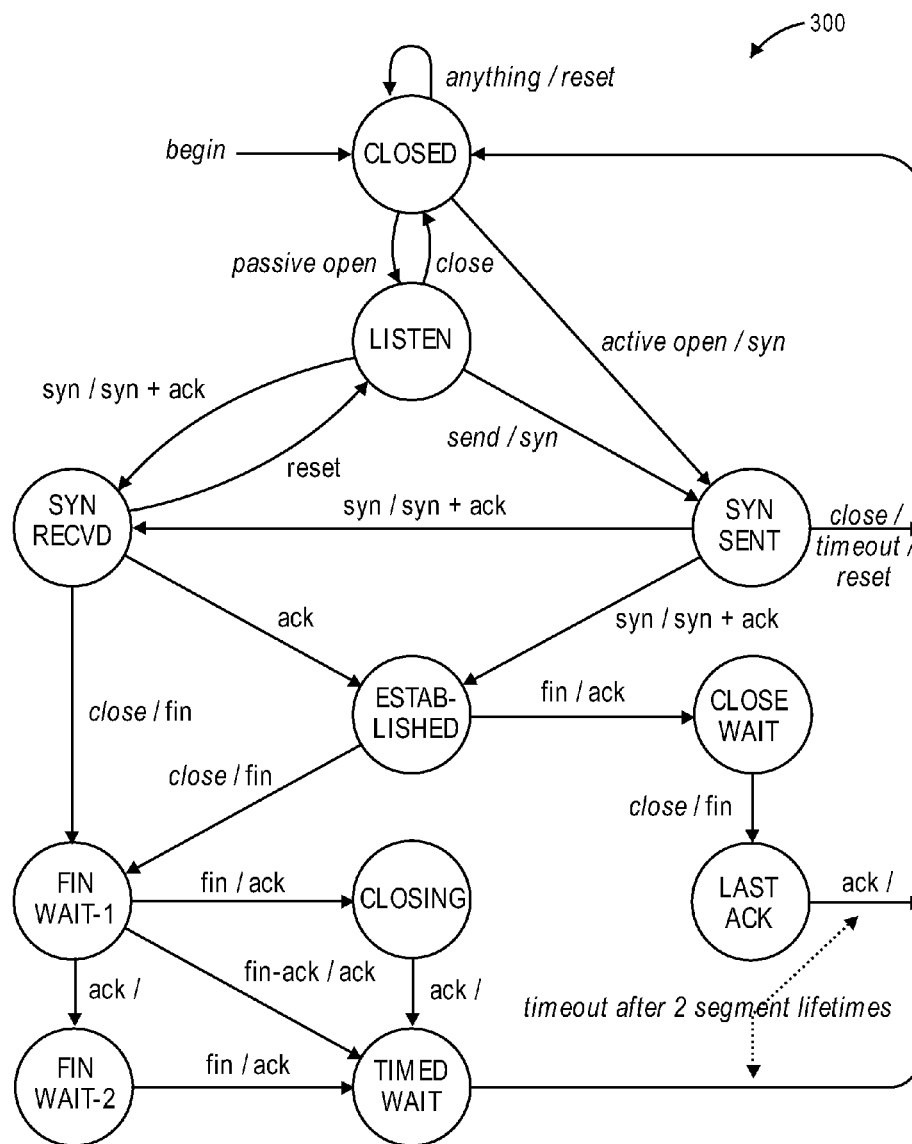 300
anything / reset
begin
CLOSED
passive open
close
LISTEN
active open / syn
syn / syn + ack
send / syn
reset
SYN
RECVD
syn / syn + ack
SYN
SENT
close /
timeout /
reset
ack
syn / syn + ack
ESTAB-
LISHED
fin / ack
CLOSE
WAIT
close / fin
close / fin
close / fin
FIN
WAIT-1
fin / ack
CLOSING
LAST
ACK
ack /
fin-ack / ack
ack /
ack /
timeout after 2 segment lifetimes
FIN
WAIT-2
fin / ack
TIMED
WAIT